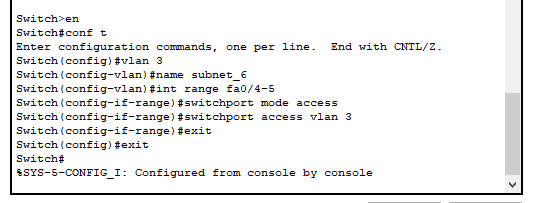 Switch>en
Switch#conf t
Enter configuration commands, one per line.  End with CNTL/Z.
Switch(config)#vlan 3
Switch(config-vlan)#name subnet_6
Switch(config-vlan)#int range fa0/4-5
Switch(config-if-range)#switchport mode access
Switch(config-if-range)#switchport access vlan 3
Switch(config-if-range)#exit
Switch(config)#exit
Switch#
%SYS-5-CONFIG_I: Configured from console by console